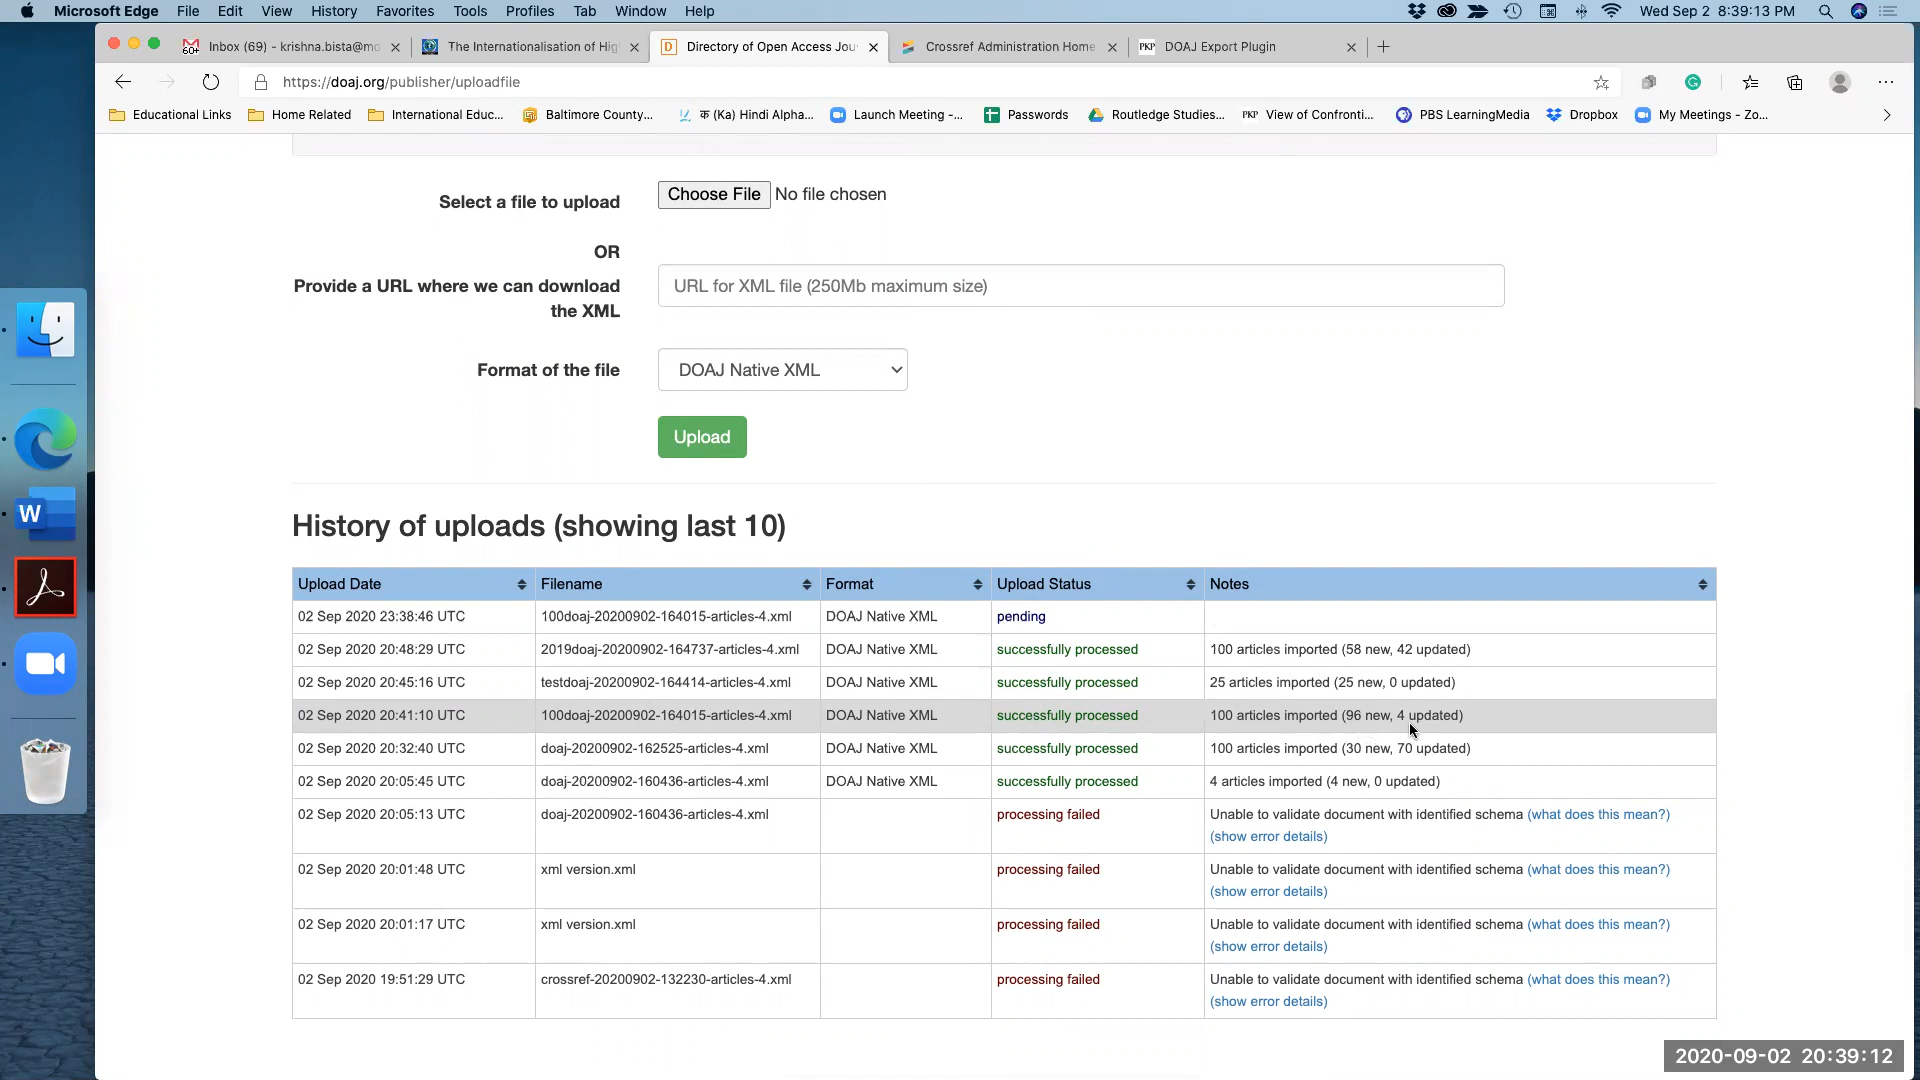 Microsoft Edge File Edit View History Favorites Tools Profiles Tab Window Help Wed Sep 2 8:39:13 PM
60+ Inbox (69) - krishna.bista@mo The Internationalisation of Hig Directory of Open Access Jou Crossref Administration Home PKP DOAJ Export Plugin
https://doaj.org/publisher/uploadfile
Educational Links Home Related International Educ... Baltimore County... क (Ka) Hindi Alpha... Launch Meeting -... Passwords Routledge Studies... PKP View of Confronti... PBS LearningMedia Dropbox My Meetings - Zo...
Select a file to upload Choose File No file chosen
OR
Provide a URL where we can download URL for XML file (250Mb maximum size)
the XML
Format of the file DOAJ Native XML
Upload
History of uploads (showing last 10)
Upload Date Filename Format Upload Status Notes
02 Sep 2020 23:38:46 UTC 100doaj-20200902-164015-articles-4.xml DOAJ Native XML pending
02 Sep 2020 20:48:29 UTC 2019doaj-20200902-164737-articles-4.xml DOAJ Native XML successfully processed 100 articles imported (58 new, 42 updated)
02 Sep 2020 20:45:16 UTC testdoaj-20200902-164414-articles-4.xml DOAJ Native XML successfully processed 25 articles imported (25 new, 0 updated)
02 Sep 2020 20:41:10 UTC 100doaj-20200902-164015-articles-4.xml DOAJ Native XML successfully processed 100 articles imported (96 new, 4 updated)
02 Sep 2020 20:32:40 UTC doaj-20200902-162525-articles-4.xml DOAJ Native XML successfully processed 100 articles imported (30 new, 70 updated)
02 Sep 2020 20:05:45 UTC doaj-20200902-160436-articles-4.xml DOAJ Native XML successfully processed 4 articles imported (4 new, 0 updated)
02 Sep 2020 20:05:13 UTC doaj-20200902-160436-articles-4.xml processing failed Unable to validate document with identified schema (what does this mean?)
(show error details)
02 Sep 2020 20:01:48 UTC xml version.xml processing failed Unable to validate document with identified schema (what does this mean?)
(show error details)
02 Sep 2020 20:01:17 UTC xml version.xml processing failed Unable to validate document with identified schema (what does this mean?)
(show error details)
02 Sep 2020 19:51:29 UTC crossref-20200902-132230-articles-4.xml processing failed Unable to validate document with identified schema (what does this mean?)
(show error details)
2020-09-02 20:39:12